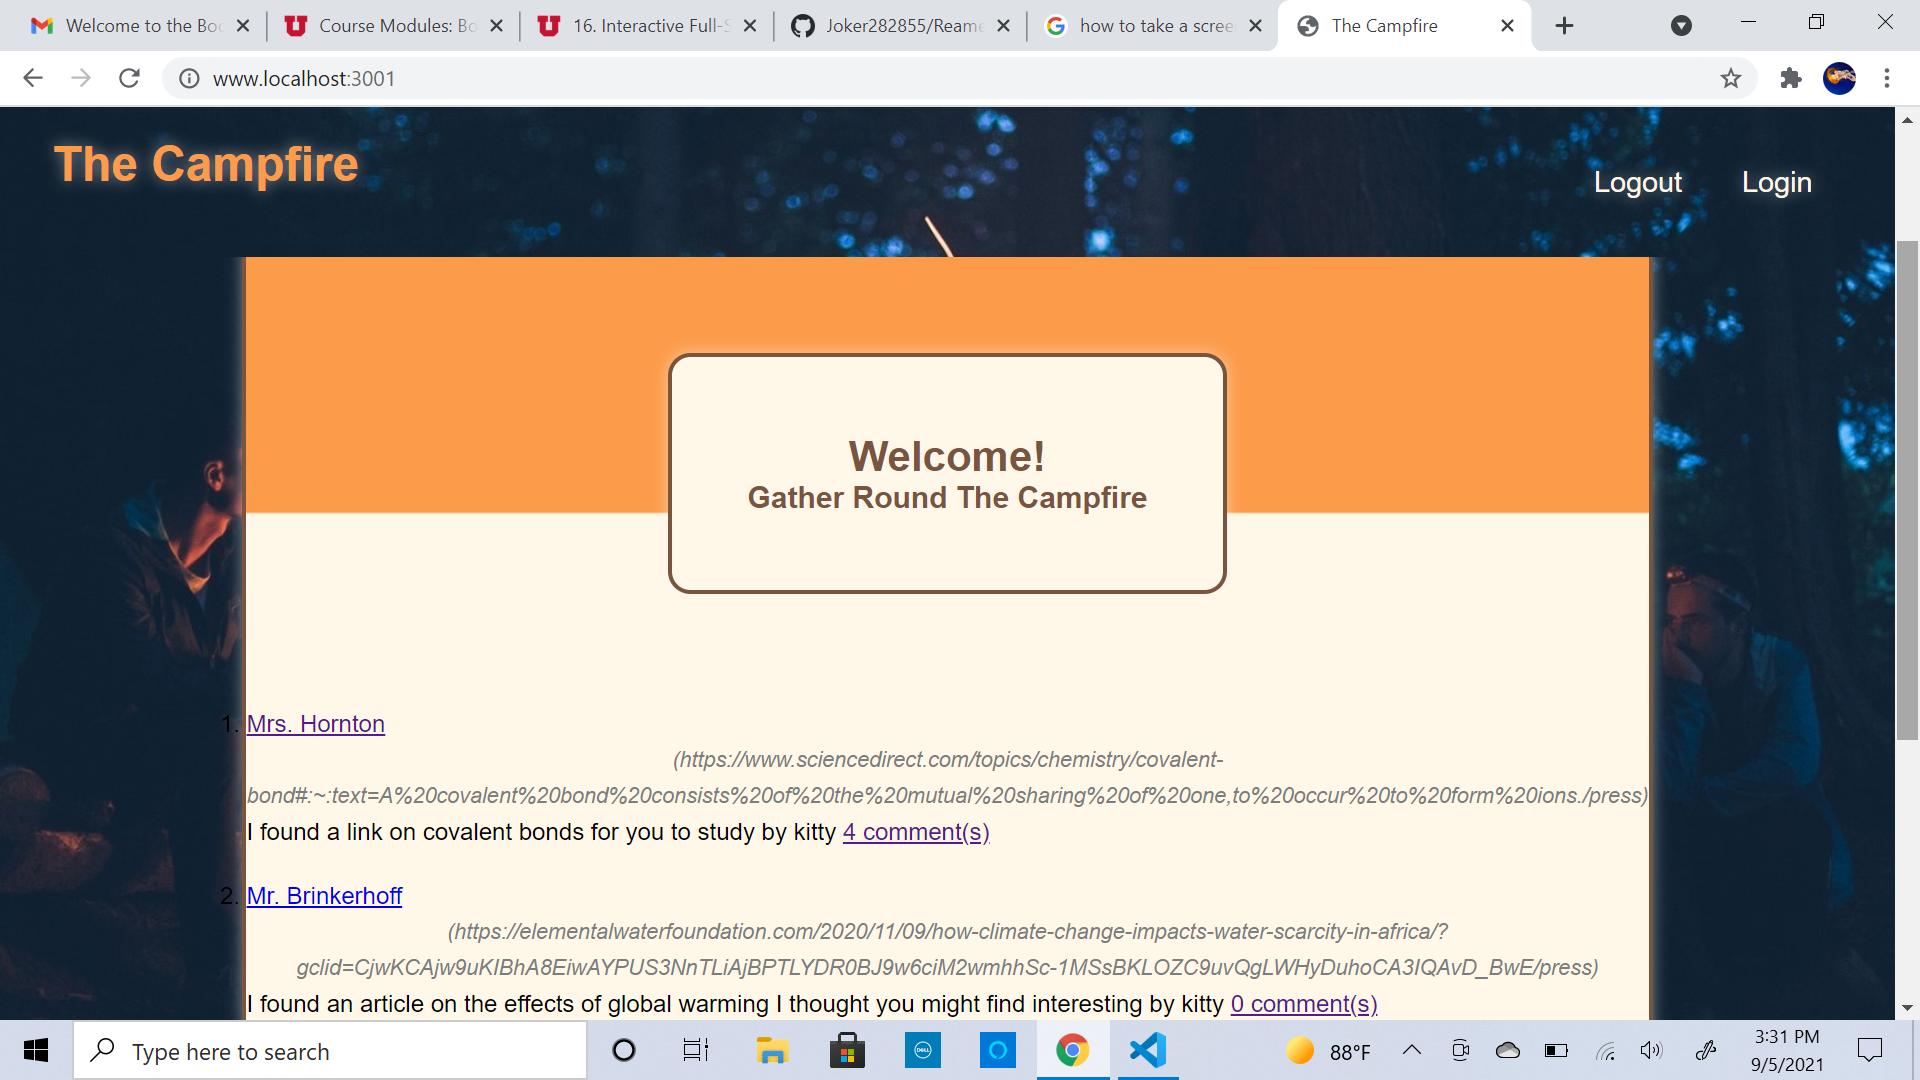 Welcome to the Boo
Course Modules: Bo
16. Interactive Full-S
Joker282855/Reame
how to take a scree
The Campfire
www.localhost:3001
The Campfire
Logout
Login
Welcome!
Gather Round The Campfire
1. Mrs. Hornton
(https://www.sciencedirect.com/topics/chemistry/covalent-
bond#:~:text=A%20covalent%20bond%20consists%20of%20the%20mutual%20sharing%20of%20one,to%20occur%20to%20form%20ions./press)
I found a link on covalent bonds for you to study by kitty 4 comment(s)
2. Mr. Brinkerhoff
(https://elementalwaterfoundation.com/2020/11/09/how-climate-change-impacts-water-scarcity-in-africa/?
gclid=CjwKCAjw9uKIBhA8EiwAYPUS3NnTLiAjBPTLYDR0BJ9w6ciM2wmhhSc-1MSsBKLOZC9uvQgLWHyDuhoCA3IQAvD_BwE/press)
I found an article on the effects of global warming I thought you might find interesting by kitty 0 comment(s)
Type here to search
DELL
88°F
3:31 PM
9/5/2021